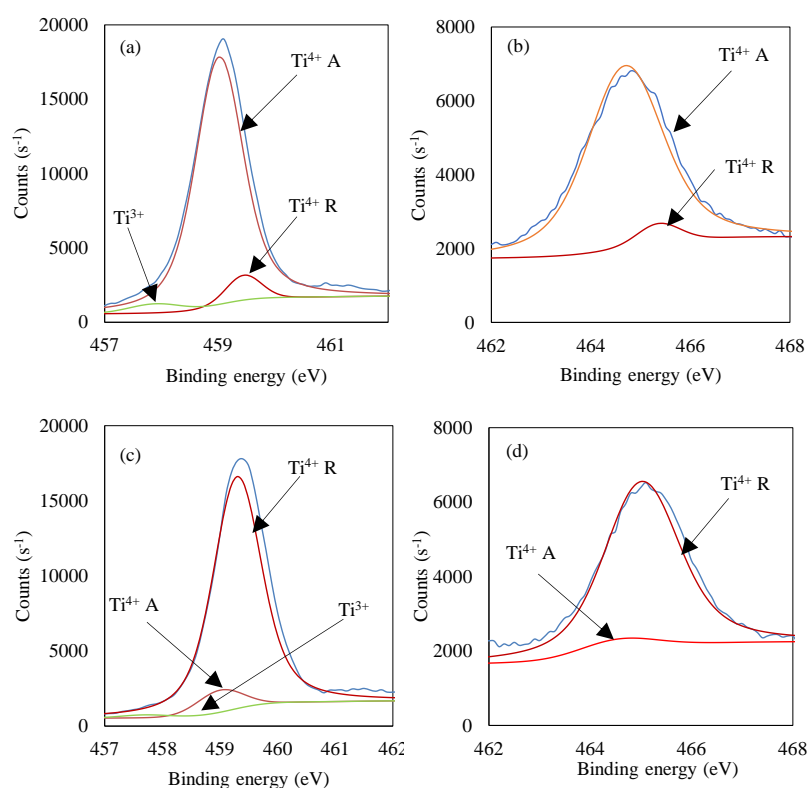 (a)
20000
15000
10000
5000
0
Counts (s⁻¹)
Ti⁴⁺ A
Ti⁴⁺ R
Ti³⁺
457 459 461
Binding energy (eV)
(b)
8000
6000
4000
2000
0
Counts (s⁻¹)
Ti⁴⁺ A
Ti⁴⁺ R
462 464 466 468
Binding energy (eV)
(c)
20000
15000
10000
5000
0
Counts (s⁻¹)
Ti⁴⁺ R
Ti⁴⁺ A
Ti³⁺
457 458 459 460 461 462
Binding energy (eV)
(d)
8000
6000
4000
2000
0
Counts (s⁻¹)
Ti⁴⁺ R
Ti⁴⁺ A
462 464 466 468
Binding energy (eV)